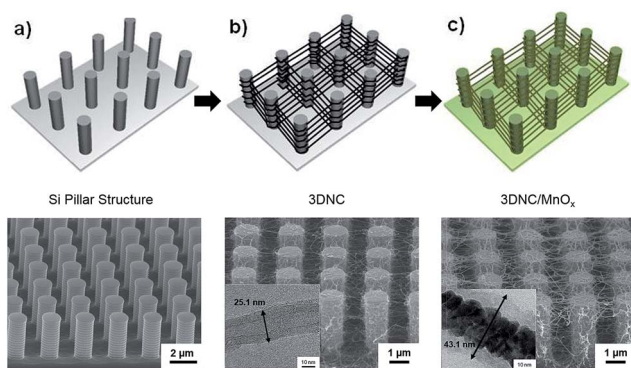 a)
b)
c)
Si Pillar Structure
3DNC
3DNC/MnOx
2 μm
25.1 nm
10 nm
1 μm
43.1 nm
10 nm
1 μm